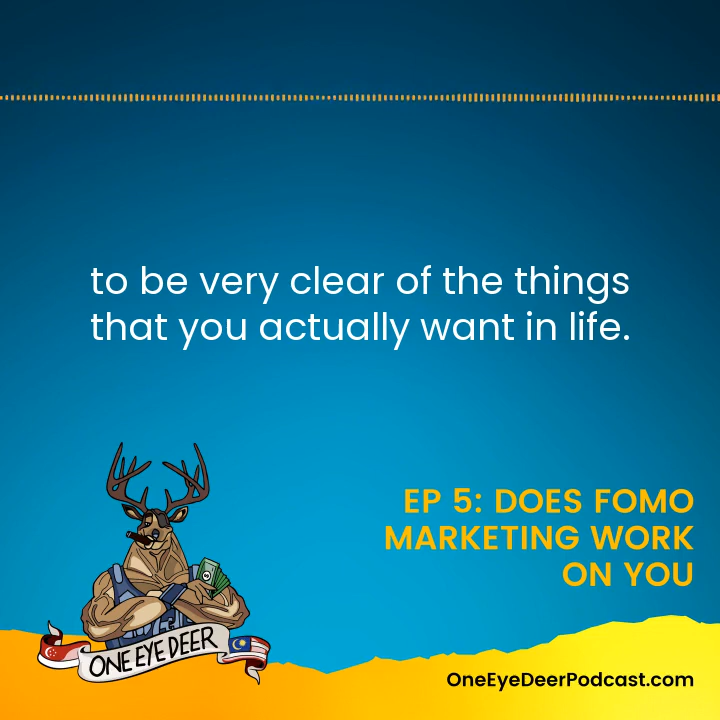 to be very clear of the things
that you actually want in life.
EP 5: DOES FOMO
MARKETING WORK
ON YOU
ONE EYE DEER
OneEyeDeerPodcast.com